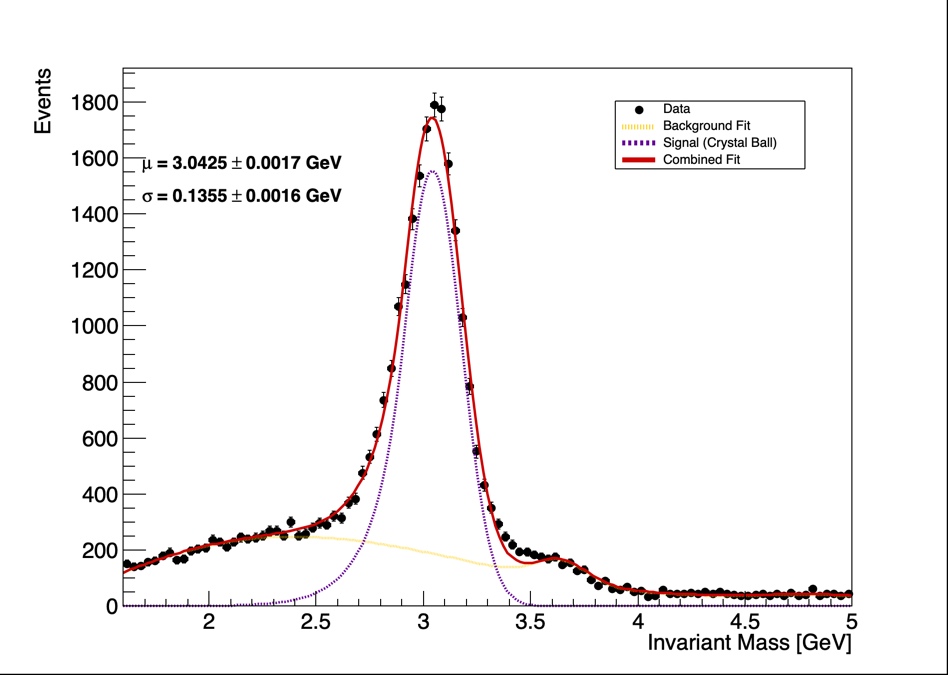 Events
1800
1600
1400
1200
1000
800
600
400
200
0
μ = 3.0425 ± 0.0017 GeV
σ = 0.1355 ± 0.0016 GeV
Data
Background Fit
Signal (Crystal Ball)
Combined Fit
2 2.5 3 3.5 4 4.5 5
Invariant Mass [GeV]